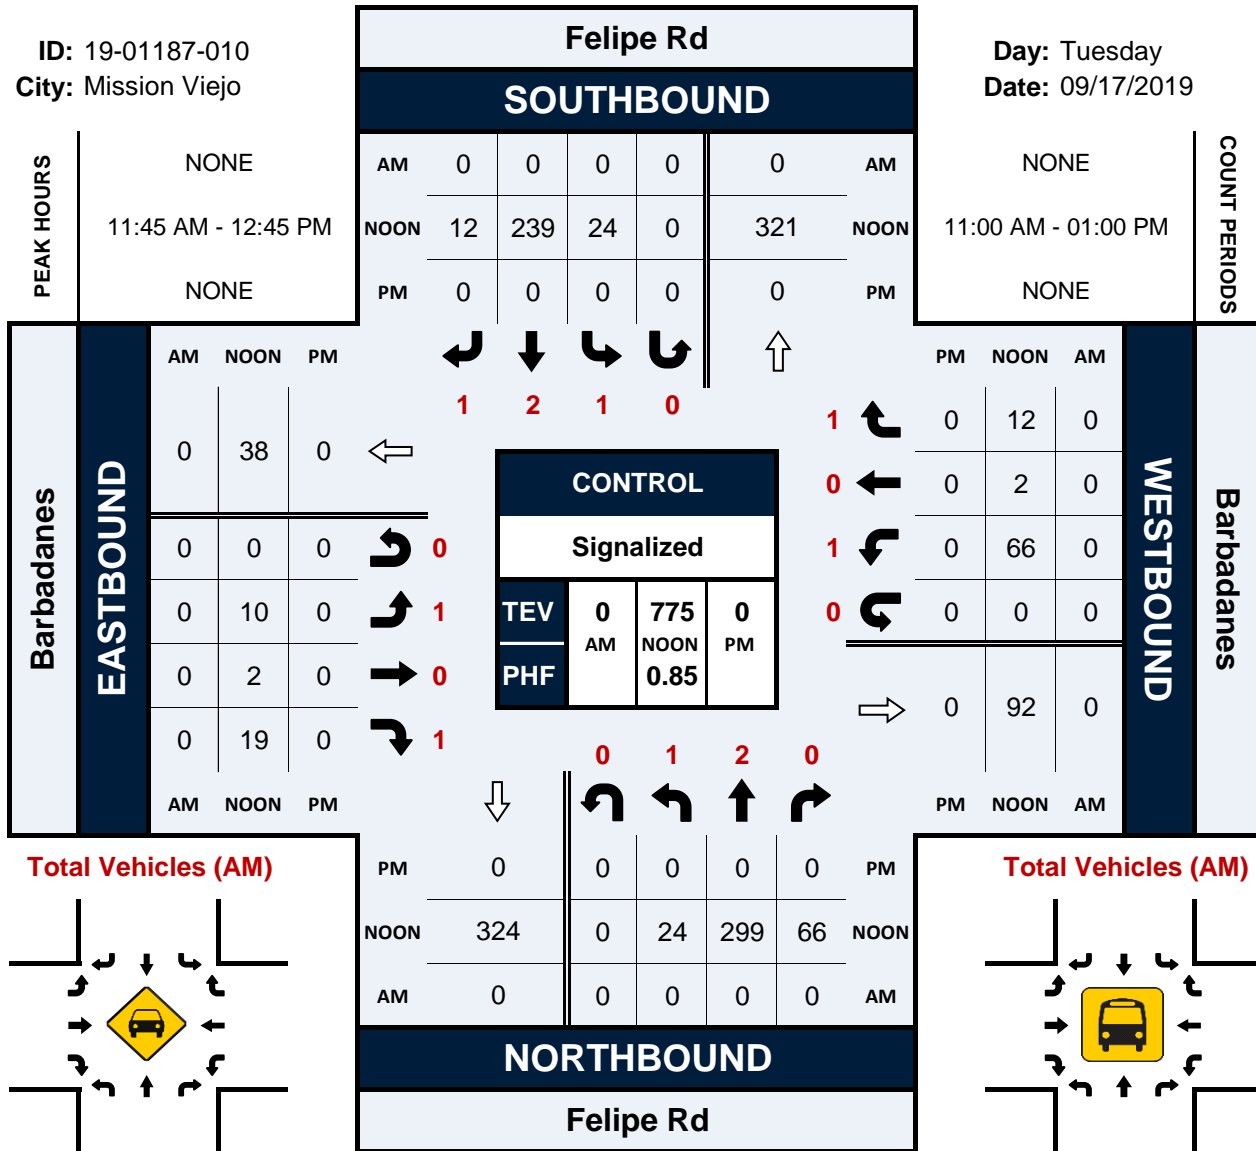 Felipe Rd
ID: 19-01187-010
Day: Tuesday
City: Mission Viejo
Date: 09/17/2019
SOUTHBOUND
PEAK HOURS
NONE
AM 0 0 0 0 0 AM
NONE
COUNT PERIODS
11:45 AM - 12:45 PM
NOON 12 239 24 0 321 NOON
11:00 AM - 01:00 PM
NONE
PM 0 0 0 0 0 PM
NONE
AM NOON PM
PM NOON AM
1 2 1 0
1 0 12 0
0 38 0
0 0 2 0
CONTROL
Barbadanes
EASTBOUND
WESTBOUND
Barbadanes
0 0 0 0
Signalized
1 0 66 0
0 10 0 1
TEV 0 775 0
0 0 0 0
AM NOON PM
0 2 0 0
PHF 0.85
0 92 0
0 19 0 1
0 1 2 0
AM NOON PM
PM NOON AM
Total Vehicles (AM)
PM 0 0 0 0 0 PM
Total Vehicles (AM)
NOON 324 0 24 299 66 NOON
AM 0 0 0 0 0 AM
NORTHBOUND
Felipe Rd